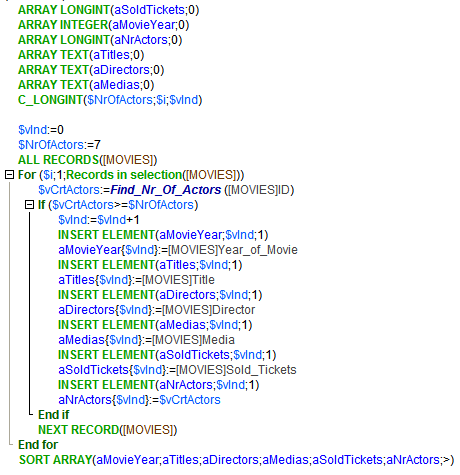 ARRAY LONGINT(aSoldTickets;0)
ARRAY INTEGER(aMovieYear;0)
ARRAY LONGINT(aNrActors;0)
ARRAY TEXT(aTitles;0)
ARRAY TEXT(aDirectors;0)
ARRAY TEXT(aMedias;0)
C_LONGINT($NrOfActors;$i;$vInd)
$vInd:=0
$NrOfActors:=7
ALL RECORDS([MOVIES])
For ($i;1;Records in selection([MOVIES]))
$vCrtActors:=Find_Nr_Of_Actors ([MOVIES]ID)
If ($vCrtActors>=$NrOfActors)
$vInd:=$vInd+1
INSERT ELEMENT(aMovieYear;$vInd;1)
aMovieYear{$vInd}:=[MOVIES]Year_of_Movie
INSERT ELEMENT(aTitles;$vInd;1)
aTitles{$vInd}:=[MOVIES]Title
INSERT ELEMENT(aDirectors;$vInd;1)
aDirectors{$vInd}:=[MOVIES]Director
INSERT ELEMENT(aMedias;$vInd;1)
aMedias{$vInd}:=[MOVIES]Media
INSERT ELEMENT(aSoldTickets;$vInd;1)
aSoldTickets{$vInd}:=[MOVIES]Sold_Tickets
INSERT ELEMENT(aNrActors;$vInd;1)
aNrActors{$vInd}:=$vCrtActors
End if
NEXT RECORD([MOVIES])
End for
SORT ARRAY(aMovieYear;aTitles;aDirectors;aMedias;aSoldTickets;aNrActors;>)